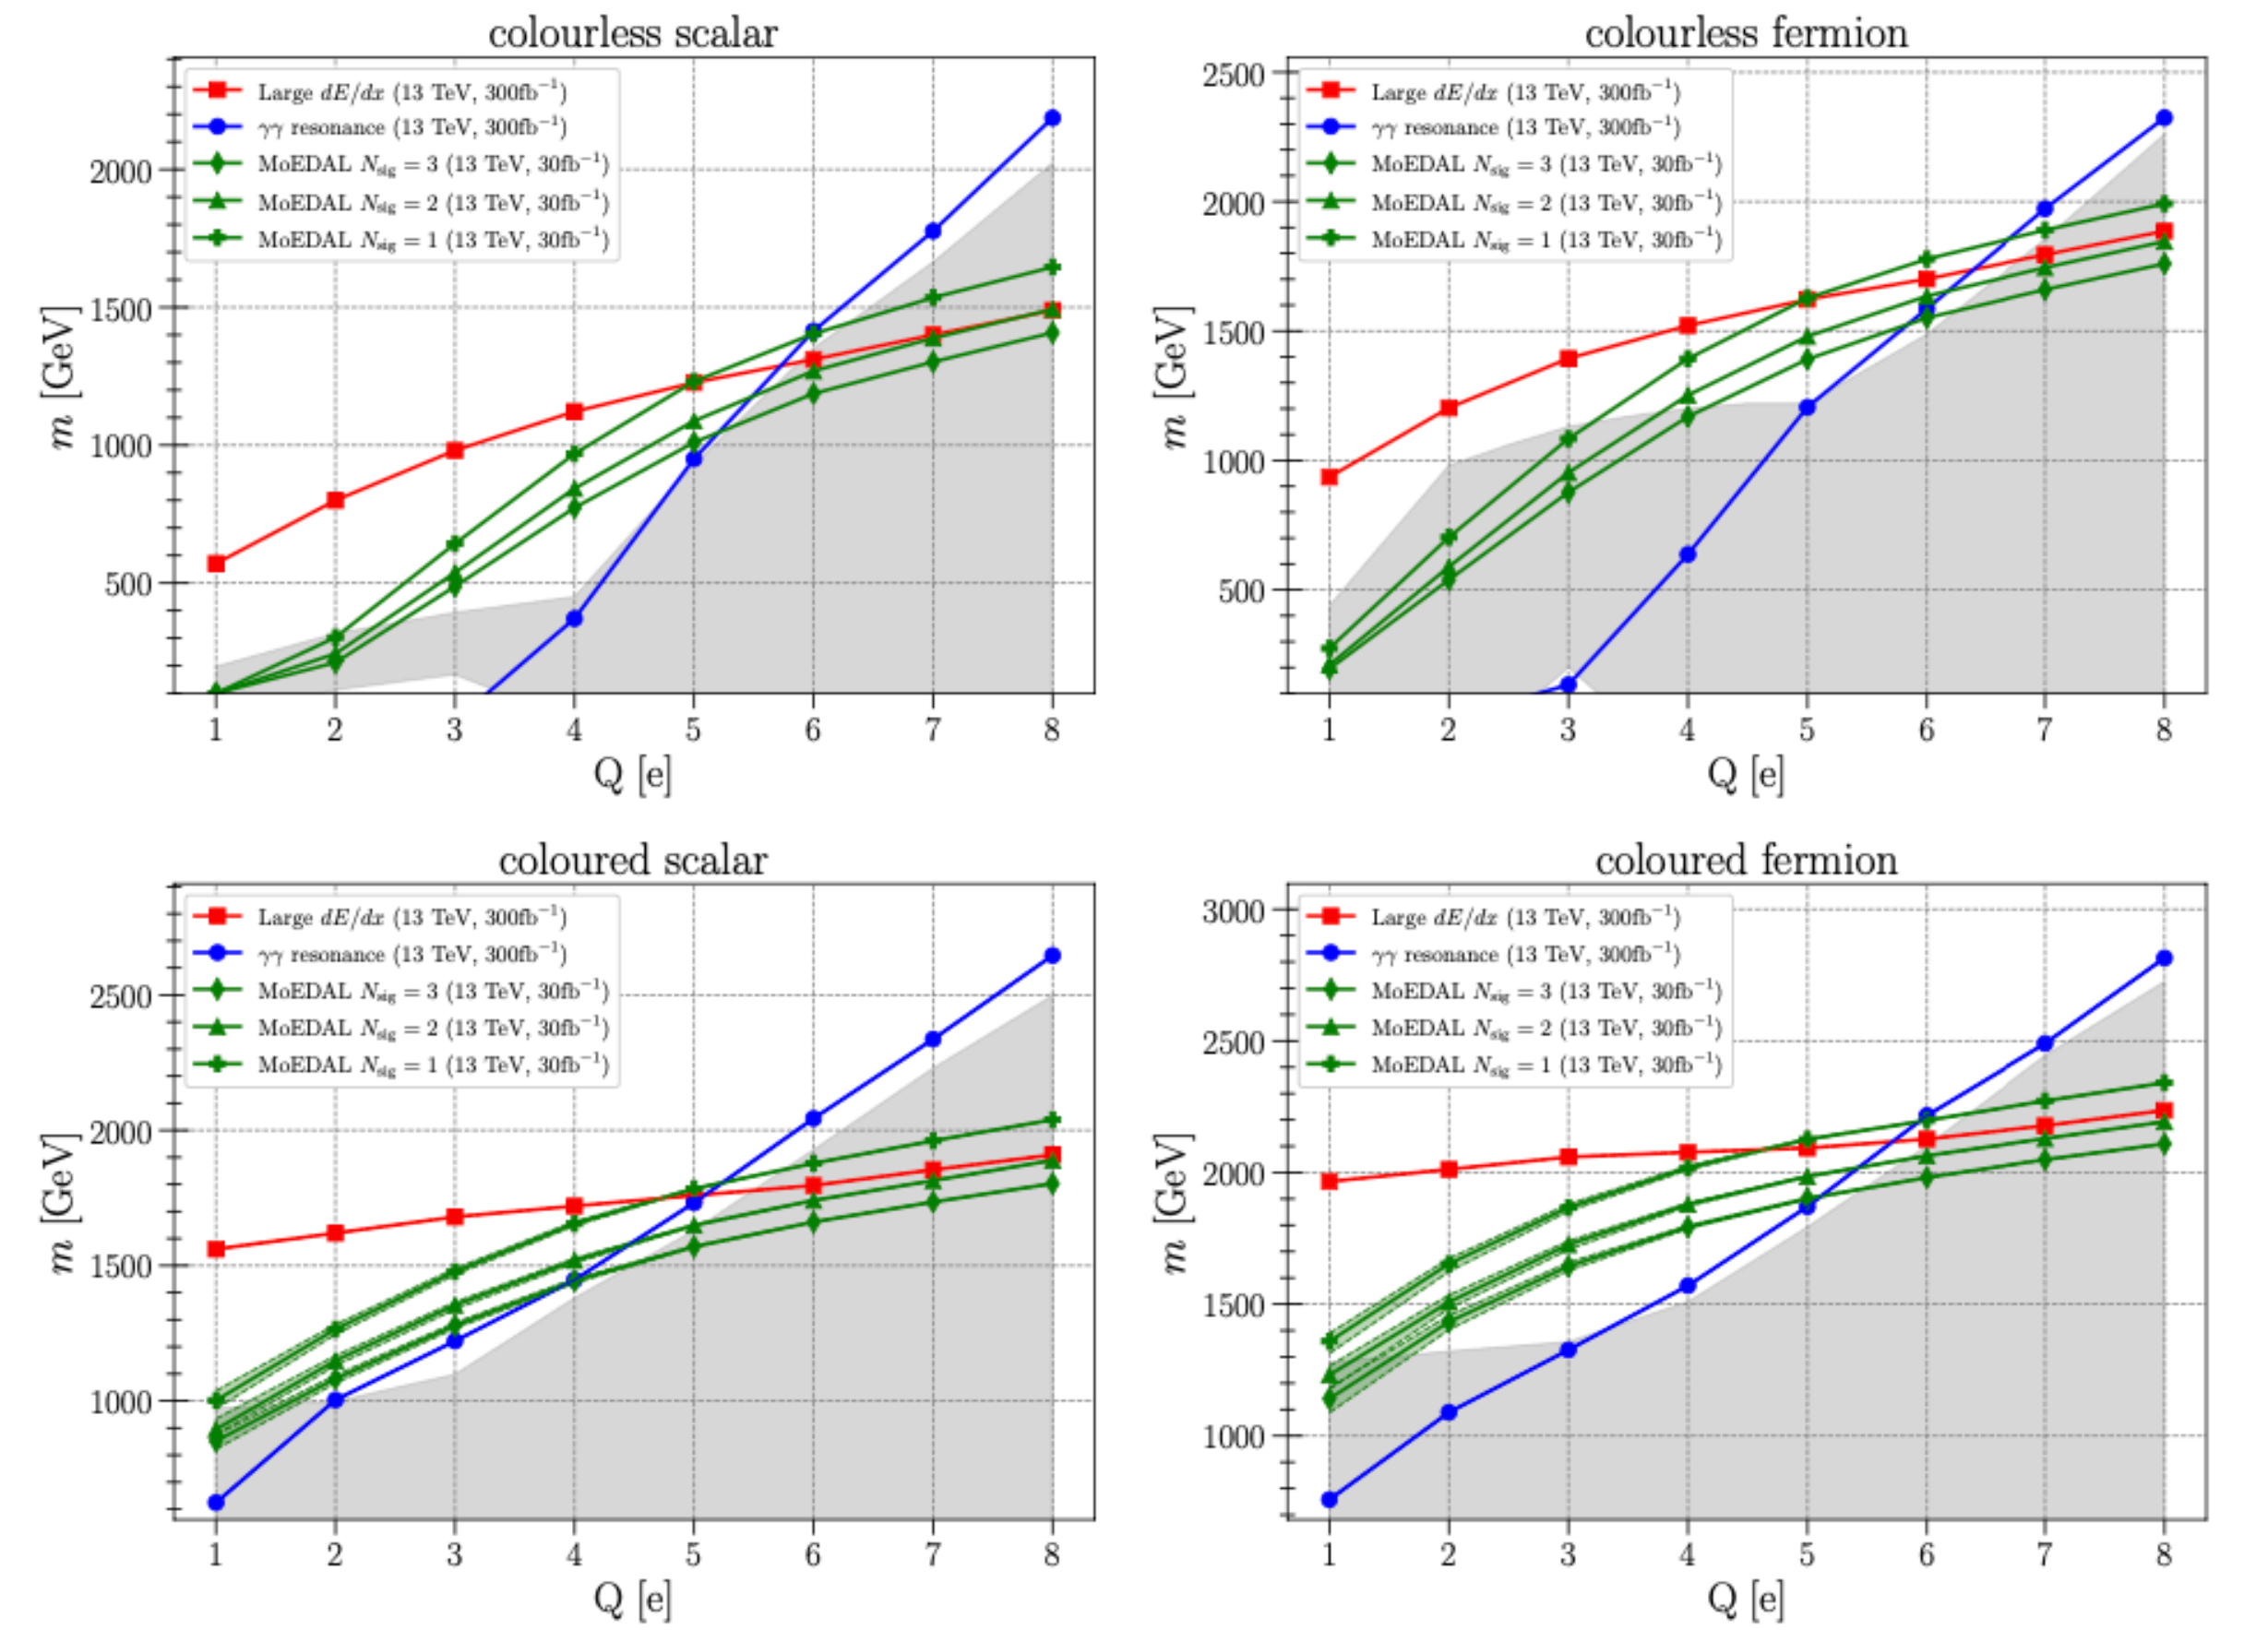 colourless scalar
Large dE/dx (13 TeV, 300fb⁻¹)
γγ resonance (13 TeV, 300fb⁻¹)
MoEDAL N_sig = 3 (13 TeV, 30fb⁻¹)
MoEDAL N_sig = 2 (13 TeV, 30fb⁻¹)
MoEDAL N_sig = 1 (13 TeV, 30fb⁻¹)
2000
1500
1000
500
m [GeV]
1 2 3 4 5 6 7 8
Q [e]
colourless fermion
Large dE/dx (13 TeV, 300fb⁻¹)
γγ resonance (13 TeV, 300fb⁻¹)
MoEDAL N_sig = 3 (13 TeV, 30fb⁻¹)
MoEDAL N_sig = 2 (13 TeV, 30fb⁻¹)
MoEDAL N_sig = 1 (13 TeV, 30fb⁻¹)
2500
2000
1500
1000
500
m [GeV]
1 2 3 4 5 6 7 8
Q [e]
coloured scalar
Large dE/dx (13 TeV, 300fb⁻¹)
γγ resonance (13 TeV, 300fb⁻¹)
MoEDAL N_sig = 3 (13 TeV, 30fb⁻¹)
MoEDAL N_sig = 2 (13 TeV, 30fb⁻¹)
MoEDAL N_sig = 1 (13 TeV, 30fb⁻¹)
2500
2000
1500
1000
m [GeV]
1 2 3 4 5 6 7 8
Q [e]
coloured fermion
Large dE/dx (13 TeV, 300fb⁻¹)
γγ resonance (13 TeV, 300fb⁻¹)
MoEDAL N_sig = 3 (13 TeV, 30fb⁻¹)
MoEDAL N_sig = 2 (13 TeV, 30fb⁻¹)
MoEDAL N_sig = 1 (13 TeV, 30fb⁻¹)
3000
2500
2000
1500
1000
m [GeV]
1 2 3 4 5 6 7 8
Q [e]